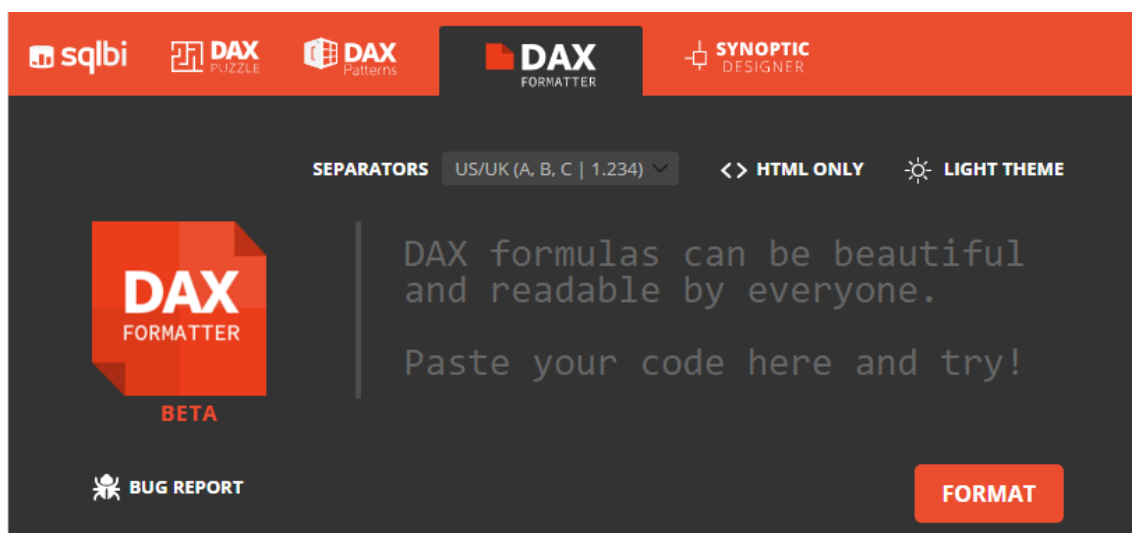 sqlbi
DAX
PUZZLE
DAX
Patterns
DAX
FORMATTER
SYNOPTIC
DESIGNER
SEPARATORS US/UK (A, B, C | 1.234) <> HTML ONLY LIGHT THEME
DAX
FORMATTER
BETA
DAX formulas can be beautiful
and readable by everyone.
Paste your code here and try!
BUG REPORT
FORMAT